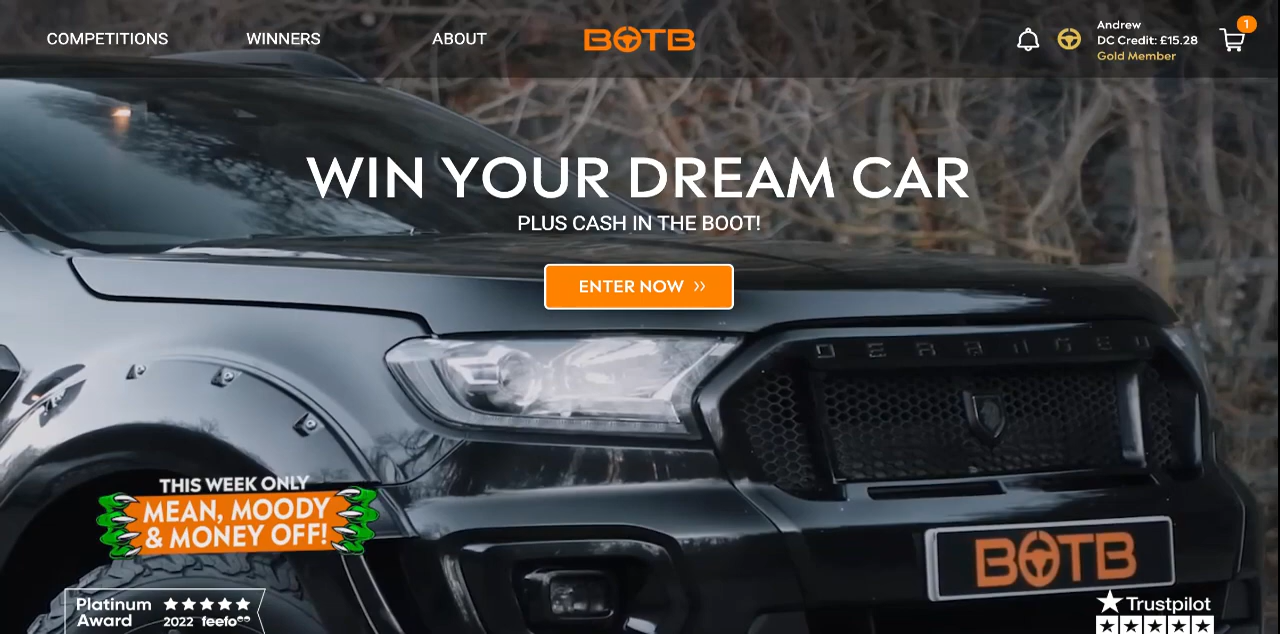 COMPETITIONS
WINNERS
ABOUT
BOTB
Andrew
DC Credit: £15.28
Gold Member
1
WIN YOUR DREAM CAR
PLUS CASH IN THE BOOT!
ENTER NOW »
DERANGED
THIS WEEK ONLY
MEAN, MOODY
& MONEY OFF!
BOTB
Platinum
Award
2022 feefo
Trustpilot